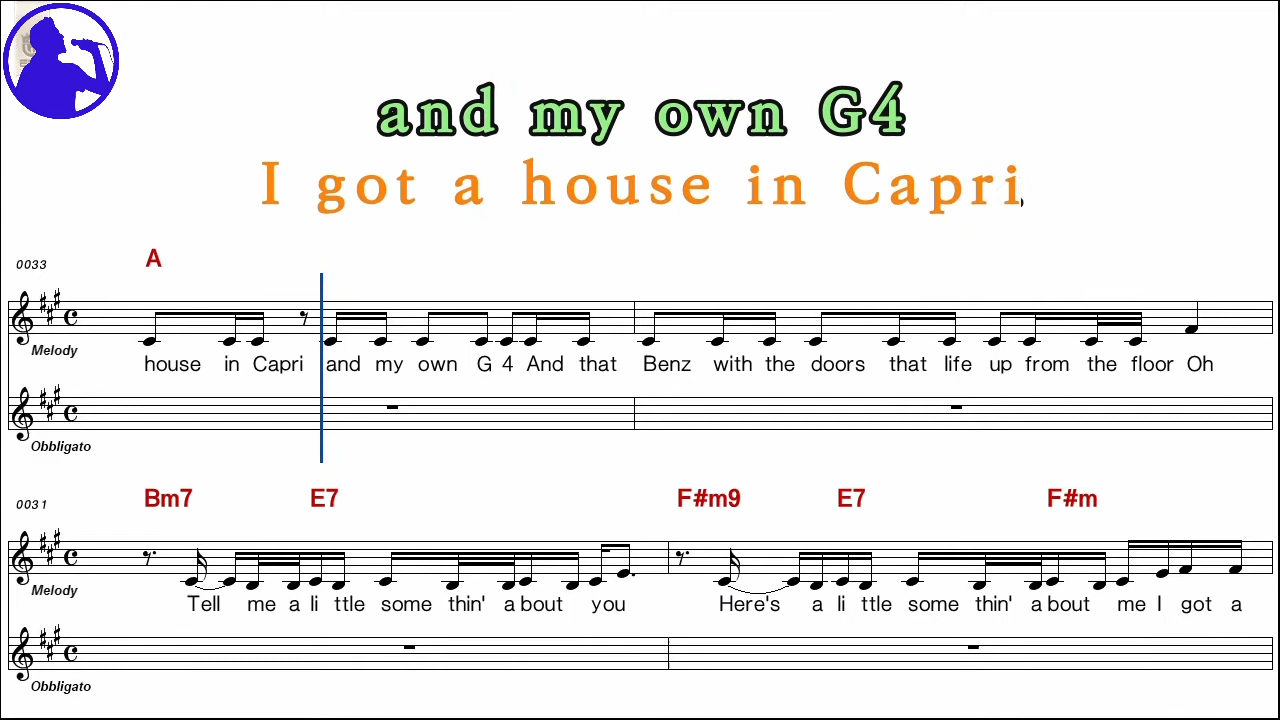 and my own G4
I got a house in Capri,
A
0033
Melody
house in Capri and my own G 4 And that Benz with the doors that life up from the the floor Oh
Obbligato
Bm7 E7 F#m9 E7 F#m
0031
Melody
Tell me a li ttle some thin' a bout you Here's a li ttle some thin' a bout me I got a
Obbligato